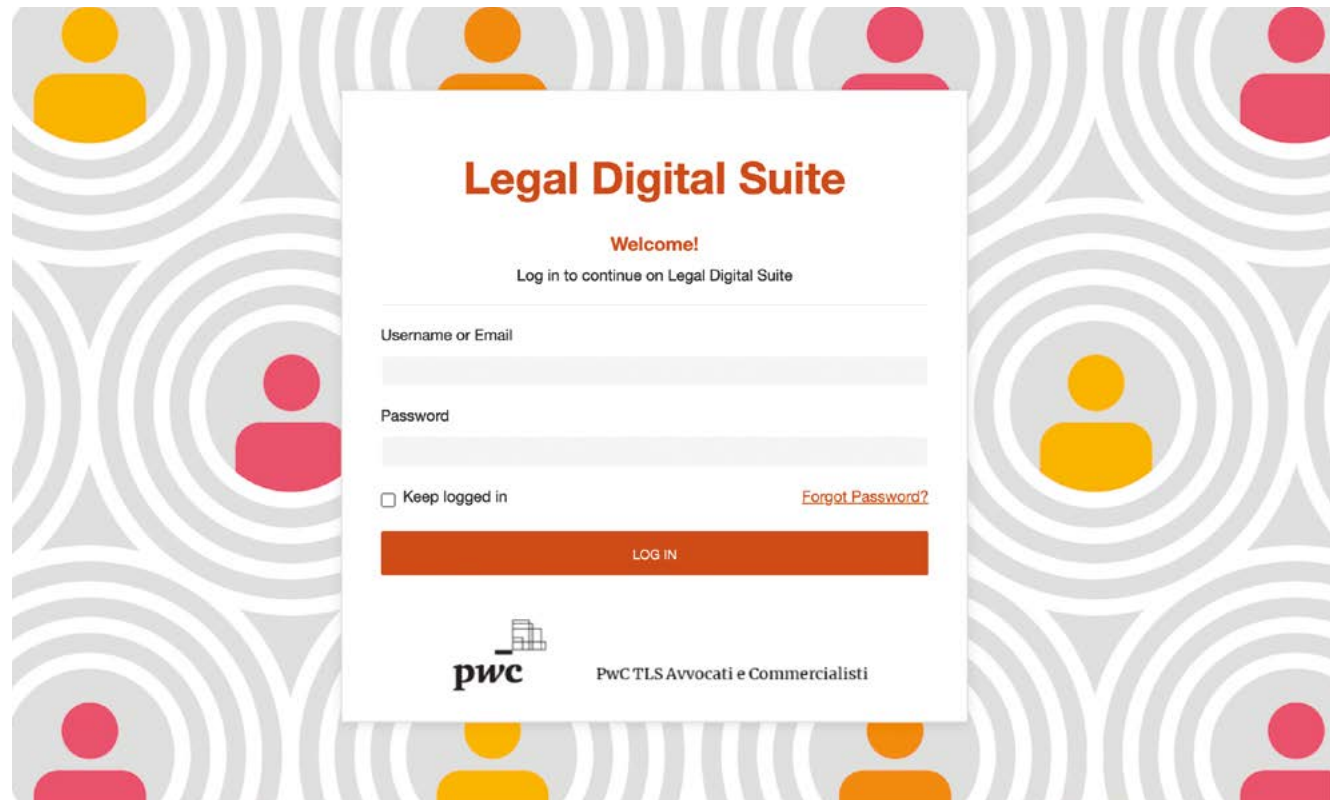 Legal Digital Suite
Welcome!
Log in to continue on Legal Digital Suite
Username or Email
Password
Keep logged in
Forgot Password?
LOG IN
pwc
PwC TLS Avvocati e Commercialisti